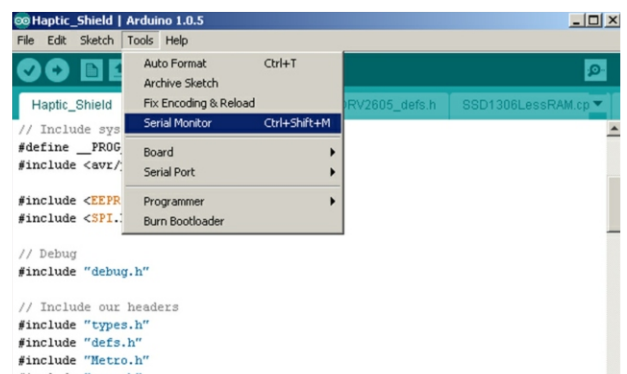 Haptic_Shield | Arduino 1.0.5
File Edit Sketch Tools Help
Auto Format Ctrl+T
Archive Sketch
Fix Encoding & Reload
Serial Monitor Ctrl+Shift+M
Board
Serial Port
Programmer
Burn Bootloader
Haptic_Shield DRV2605_defs.h SSD1306LessRAM.cp
// Include sys
#define __PROG
#include <avr/
#include <EEPR
#include <SPI.
// Debug
#include "debug.h"
// Include our headers
#include "types.h"
#include "defs.h"
#include "Metro.h"